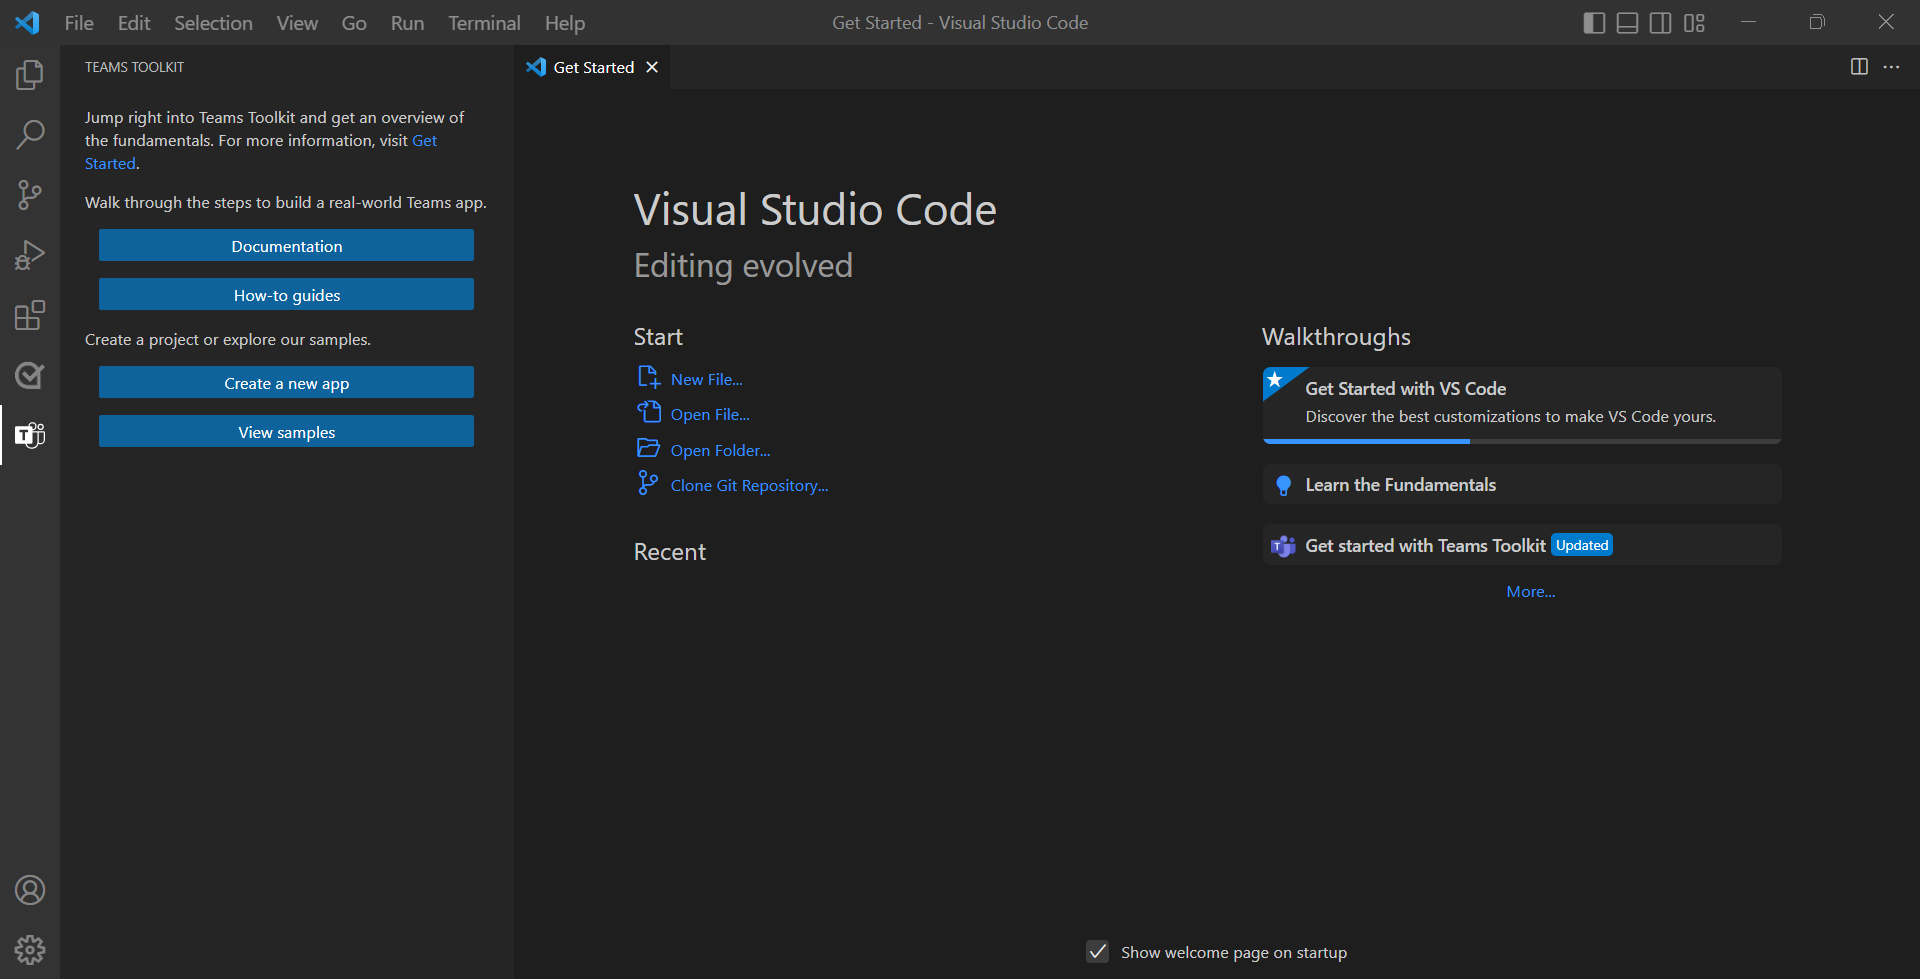 File Edit Selection View Go Run Terminal Help
Get Started - Visual Studio Code
TEAMS TOOLKIT
Jump right into Teams Toolkit and get an overview of
the fundamentals. For more information, visit Get
Started.
Walk through the steps to build a real-world Teams app.
Documentation
How-to guides
Create a project or explore our samples.
Create a new app
View samples
Get Started
Visual Studio Code
Editing evolved
Start
New File...
Open File...
Open Folder...
Clone Git Repository...
Recent
Walkthroughs
Get Started with VS Code
Discover the best customizations to make VS Code yours.
Learn the Fundamentals
Get started with Teams Toolkit Updated
More...
Show welcome page on startup